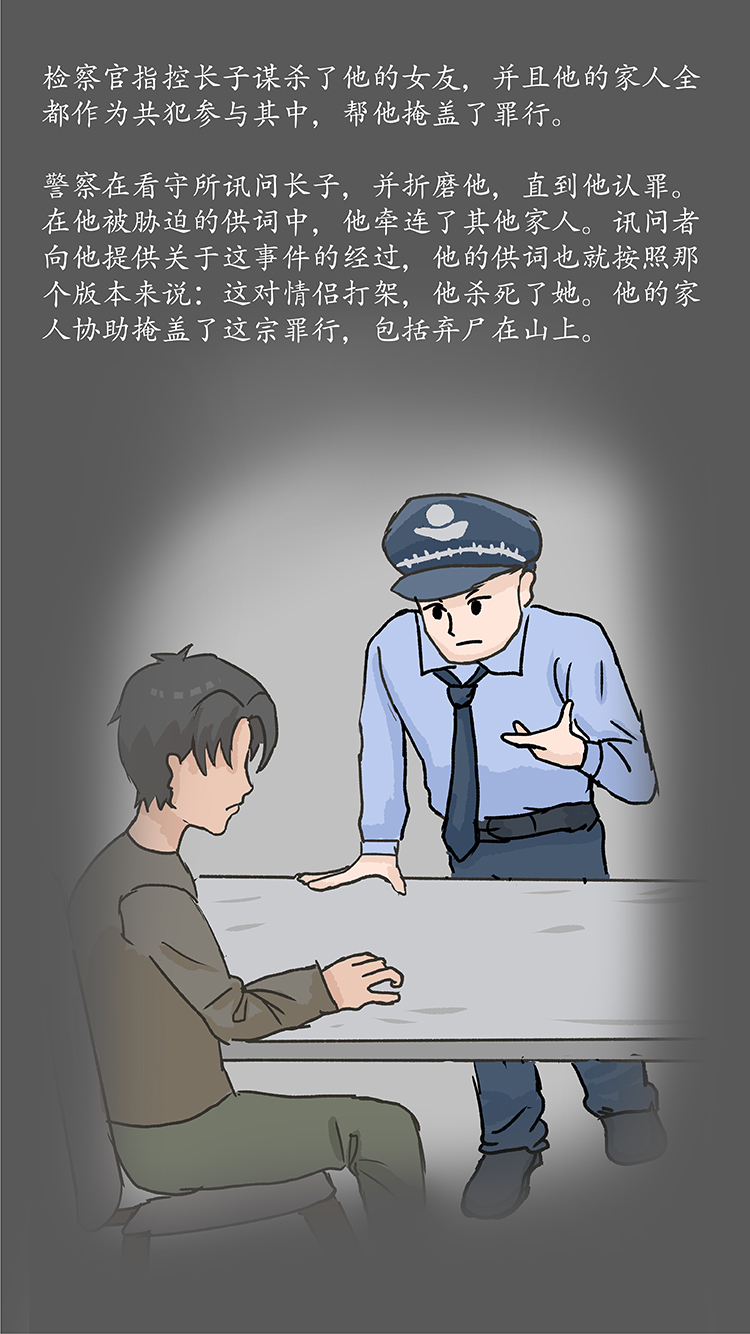 检察官指控长子谋杀了他的女友，并且他的家人全
都作为共犯参与其中，帮他掩盖了罪行。
警察在看守所讯问长子，并折磨他，直到他认罪。
在他被胁迫的供词中，他牵连了其他家人。讯问者
向他提供关于这事件的经过，他的供词也就按照那
个版本来说：这对情侣打架，他杀死了她。他的家
人协助掩盖了这宗罪行，包括弃尸在山上。